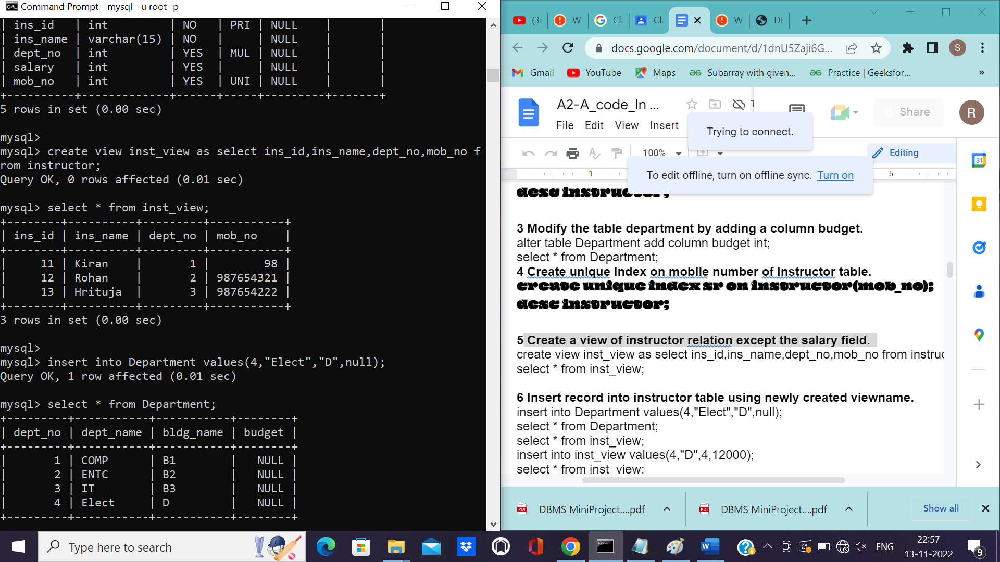 Command Prompt - mysql  -u root -p
| ins_id   | int         | NO   | PRI | NULL    |       |
| ins_name | varchar(15) | NO   |     | NULL    |       |
| dept_no  | int         | YES  | MUL | NULL    |       |
| salary   | int         | YES  |     | NULL    |       |
| mob_no   | int         | YES  | UNI | NULL    |       |
+----------+-------------+------+-----+---------+-------+
5 rows in set (0.00 sec)
mysql>
mysql> create view inst_view as select ins_id,ins_name,dept_no,mob_no f
rom instructor;
Query OK, 0 rows affected (0.01 sec)
mysql> select * from inst_view;
+--------+----------+---------+-----------+
| ins_id | ins_name | dept_no | mob_no    |
+--------+----------+---------+-----------+
|     11 | Kiran    |       1 |        98 |
|     12 | Rohan    |       2 | 987654321 |
|     13 | Hrituja  |       3 | 987654222 |
+--------+----------+---------+-----------+
3 rows in set (0.00 sec)
mysql>
mysql> insert into Department values(4,"Elect","D",null);
Query OK, 1 row affected (0.01 sec)
mysql> select * from Department;
+---------+-----------+-----------+--------+
| dept_no | dept_name | bldg_name | budget |
+---------+-----------+-----------+--------+
|       1 | COMP      | B1        |   NULL |
|       2 | ENTC      | B2        |   NULL |
|       3 | IT        | B3        |   NULL |
|       4 | Elect     | D         |   NULL |
+---------+-----------+-----------+--------+
(38 W Cla Cla W DE
docs.google.com/document/d/1dnU5Zaji6G... S
Gmail YouTube Maps Subarray with given... Practice | Geeksfor... »
A2-A_code_In ... Share R
File Edit View Insert
Trying to connect.
100% Editing
To edit offline, turn on offline sync. Turn on
1 5
31
desc instructor;
3 Modify the table department by adding a column budget.
alter table Department add column budget int;
select * from Department;
4 Create unique index on mobile number of instructor table.
create unique index sr on instructor(mob_no);
desc instructor;
5 Create a view of instructor relation except the salary field.
create view inst_view as select ins_id,ins_name,dept_no,mob_no from instruc
select * from inst_view;
6 Insert record into instructor table using newly created viewname.
insert into Department values(4,"Elect","D",null);
select * from Department;
select * from inst_view;
insert into inst_view values(4,"D",4,12000);
select * from inst_view;
DBMS MiniProject....pdf DBMS MiniProject....pdf Show all
Type here to search
ENG
22:57
13-11-2022
9